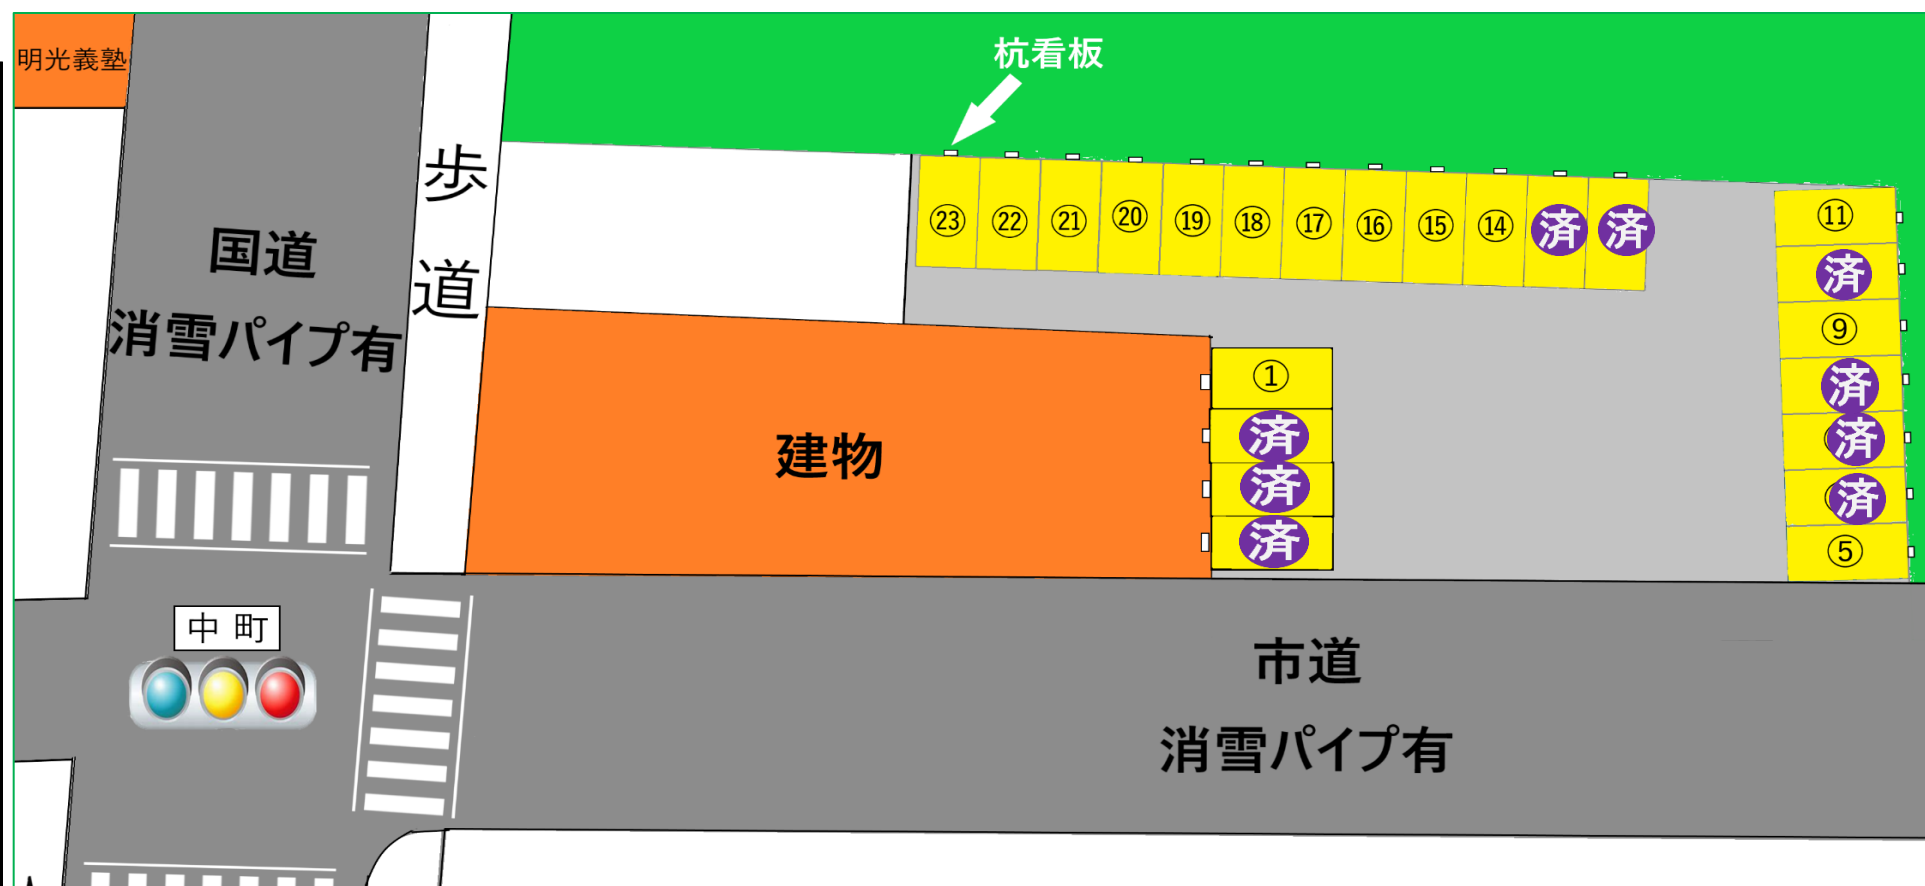 明光義塾
杭看板
歩道
国道
消雪パイプ有
㉓ ㉒ ㉑ ⑳ ⑲ ⑱ ⑰ ⑯ ⑮ ⑭ 済 済
⑪
済
⑨
済
済
済
⑤
①
済
済
済
建物
中町
市道
消雪パイプ有